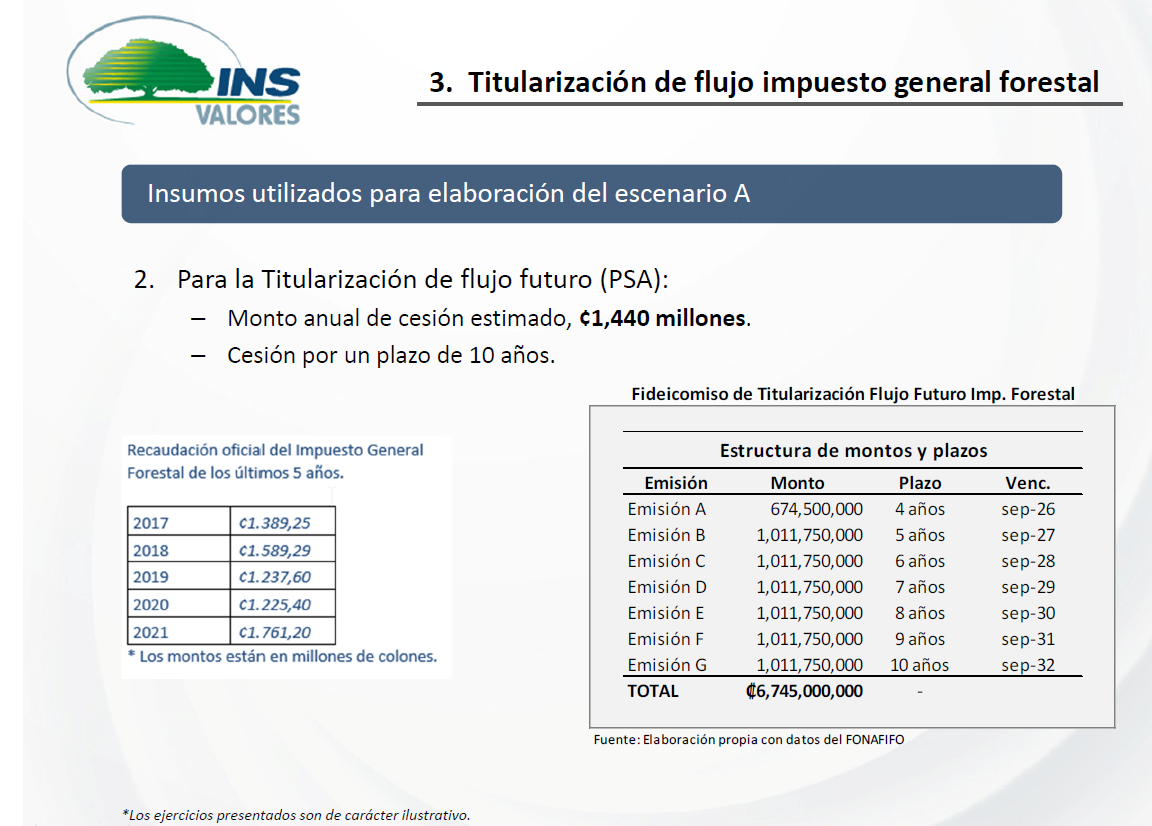 INS
VALORES
3. Titularización de flujo impuesto general forestal
Insumos utilizados para elaboración del escenario A
2. Para la Titularización de flujo futuro (PSA):
– Monto anual de cesión estimado, ¢1,440 millones.
– Cesión por un plazo de 10 años.
Recaudación oficial del Impuesto General
Forestal de los últimos 5 años.
2017 ¢1.389,25
2018 ¢1.589,29
2019 ¢1.237,60
2020 ¢1.225,40
2021 ¢1.761,20
* Los montos están en millones de colones.
Fideicomiso de Titularización Flujo Futuro Imp. Forestal
Estructura de montos y plazos
Emisión Monto Plazo Venc.
Emisión A 674,500,000 4 años sep-26
Emisión B 1,011,750,000 5 años sep-27
Emisión C 1,011,750,000 6 años sep-28
Emisión D 1,011,750,000 7 años sep-29
Emisión E 1,011,750,000 8 años sep-30
Emisión F 1,011,750,000 9 años sep-31
Emisión G 1,011,750,000 10 años sep-32
TOTAL ₡6,745,000,000 -
Fuente: Elaboración propia con datos del FONAFIFO
*Los ejercicios presentados son de carácter ilustrativo.